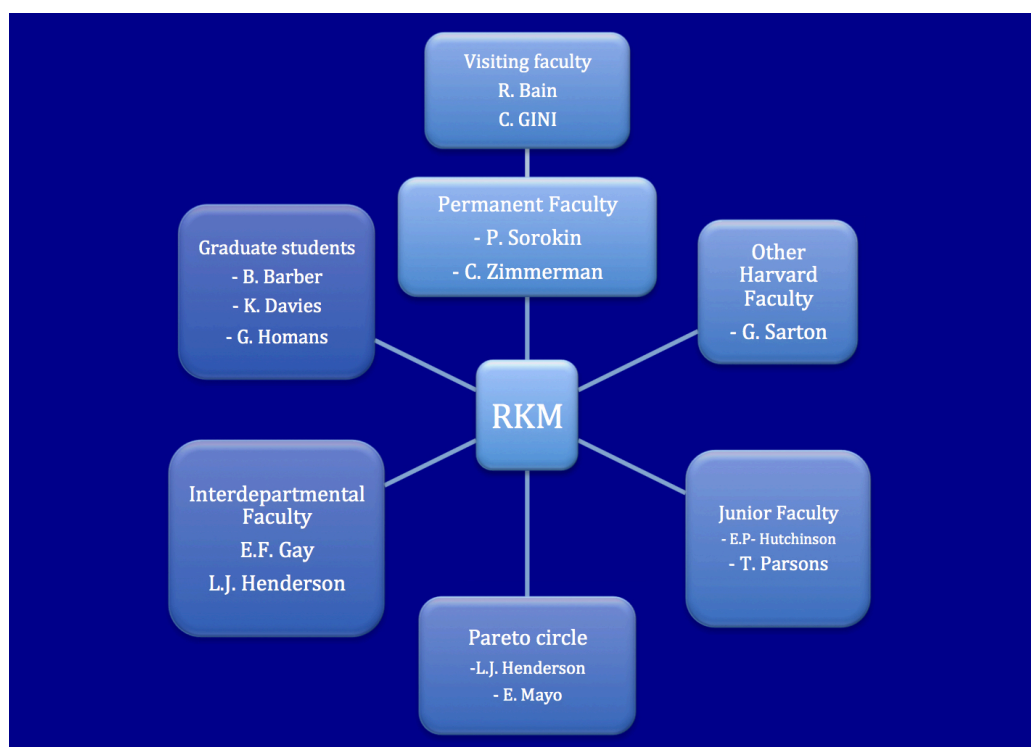 Visiting faculty
R. Bain
C. GINI
Permanent Faculty
- P. Sorokin
- C. Zimmerman
Graduate students
- B. Barber
- K. Davies
- G. Homans
Other
Harvard
Faculty
- G. Sarton
RKM
Interdepartmental
Faculty
E.F. Gay
L.J. Henderson
Junior Faculty
- E.P- Hutchinson
- T. Parsons
Pareto circle
-L.J. Henderson
- E. Mayo